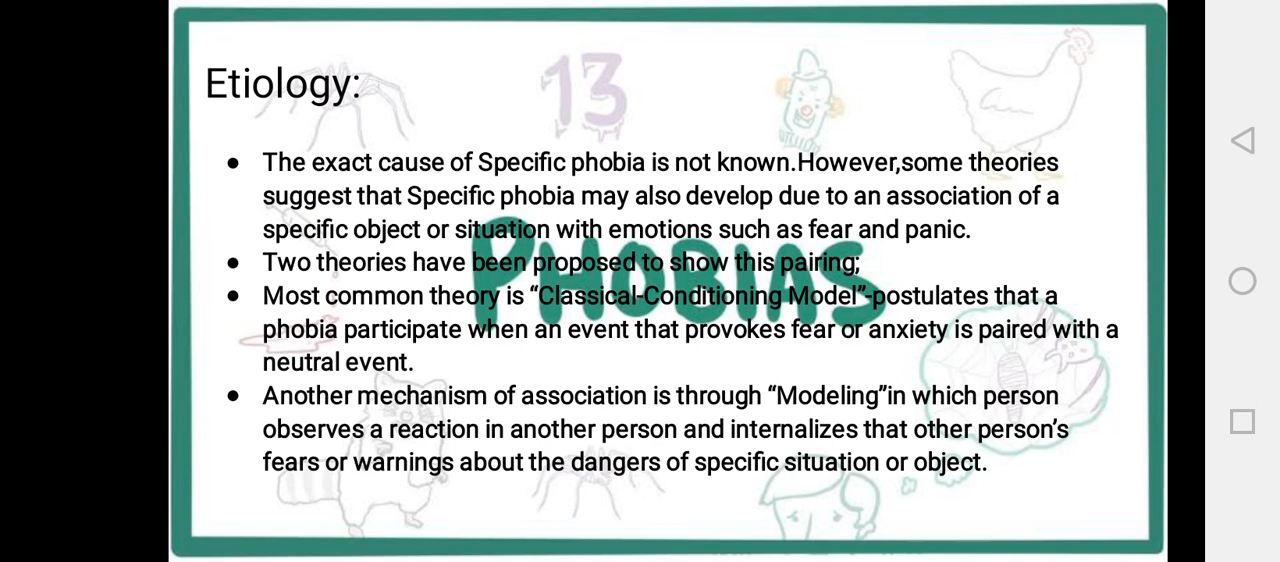 13
Etiology:
● The exact cause of Specific phobia is not known.However,some theories
suggest that Specific phobia may also develop due to an association of a
specific object or situation with emotions such as fear and panic.
PHOBIAS
● Two theories have been proposed to show this pairing;
● Most common theory is “Classical-Conditioning Model”-postulates that a
phobia participate when an event that provokes fear or anxiety is paired with a
neutral event.
● Another mechanism of association is through “Modeling”in which person
observes a reaction in another person and internalizes that other person’s
fears or warnings about the dangers of specific situation or object.